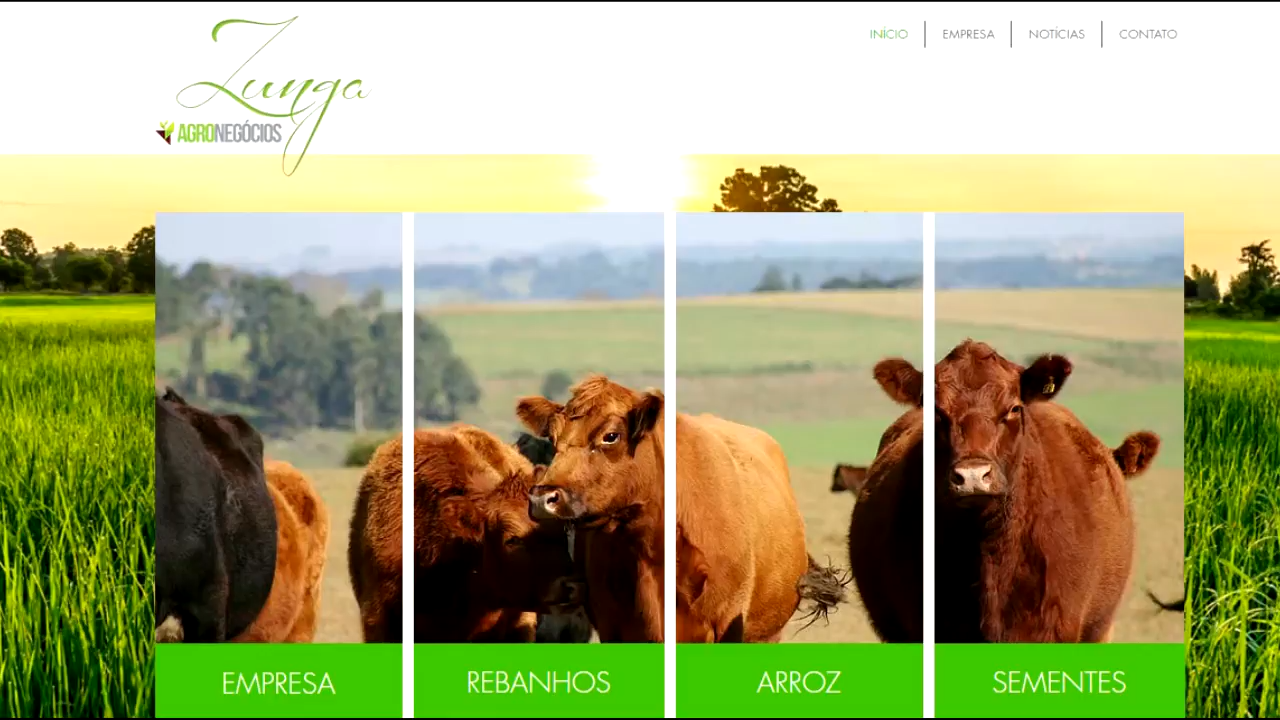 Zunga
AGRONEGÓCIOS
INÍCIO
EMPRESA
NOTÍCIAS
CONTATO
EMPRESA
REBANHOS
ARROZ
SEMENTES